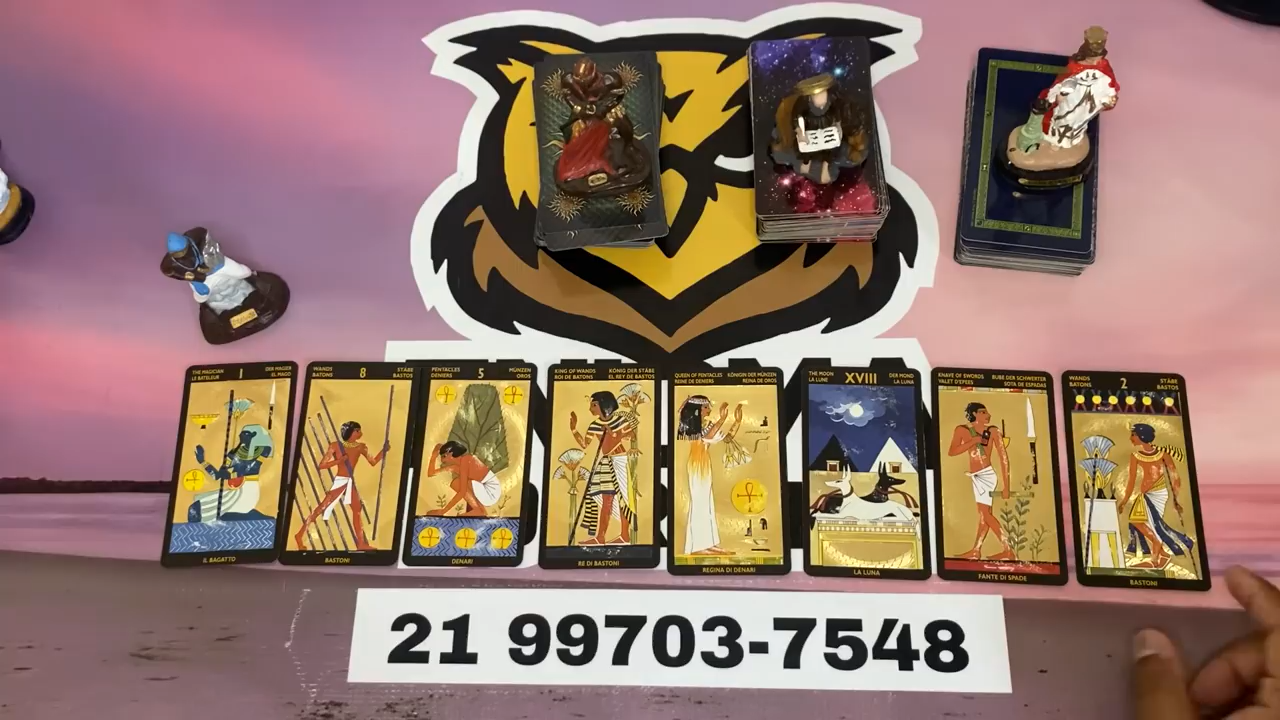 THE MAGICIAN
LE BATELEUR
I
DER MAGIER
EL MAGO
IL BAGATTO
WANDS
BATONS
8
STÄBE
BASTOS
BASTONI
PENTACLES
DENIERS
5
MÜNZEN
OROS
DENARI
KING OF WANDS
ROI DE BATONS
KÖNIG DER STÄBE
EL REY DE BASTOS
RE DI BASTONI
QUEEN OF PENTACLES
REINE DE DENIERS
KÖNIGIN DER MÜNZEN
REINA DE OROS
REGINA DI DENARI
THE MOON
LA LUNE
XVIII
DER MOND
LA LUNA
LA LUNA
KNAVE OF SWORDS
VALET D'EPEES
BUBE DER SCHWERTER
SOTA DE ESPADAS
FANTE DI SPADE
WANDS
BATONS
2
STÄBE
BASTOS
BASTONI
21 99703-7548